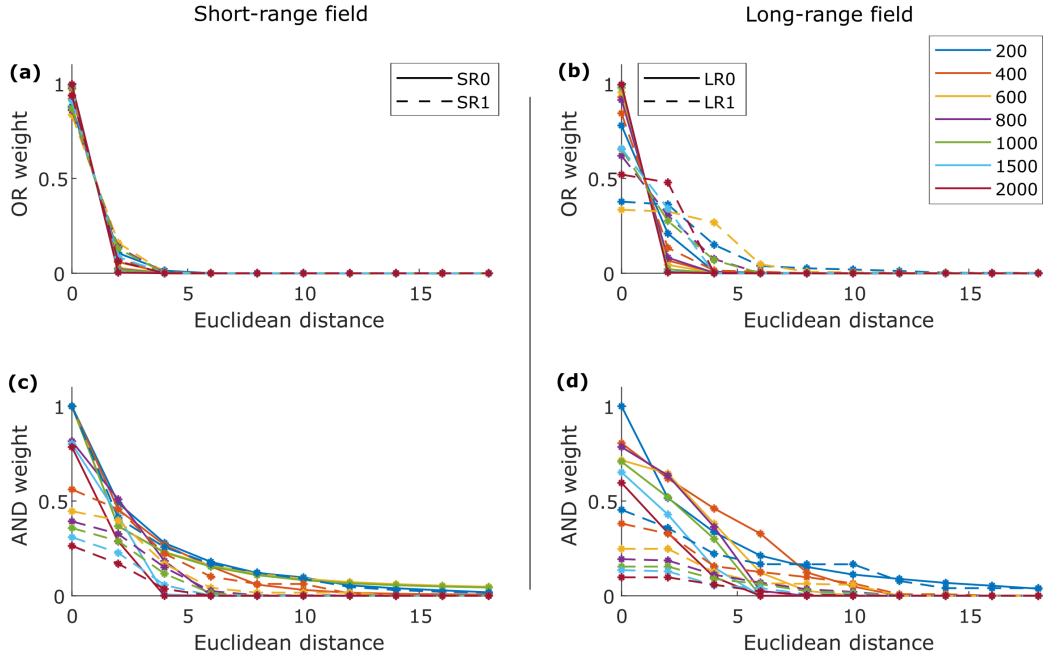 Short-range field
Long-range field
(a)
1
0.5
0
OR weight
SR0
SR1
0
5
10
15
Euclidean distance
(b)
1
0.5
0
OR weight
LR0
LR1
0
5
10
15
Euclidean distance
200
400
600
800
1000
1500
2000
(c)
1
0.5
0
AND weight
0
5
10
15
Euclidean distance
(d)
1
0.5
0
AND weight
0
5
10
15
Euclidean distance